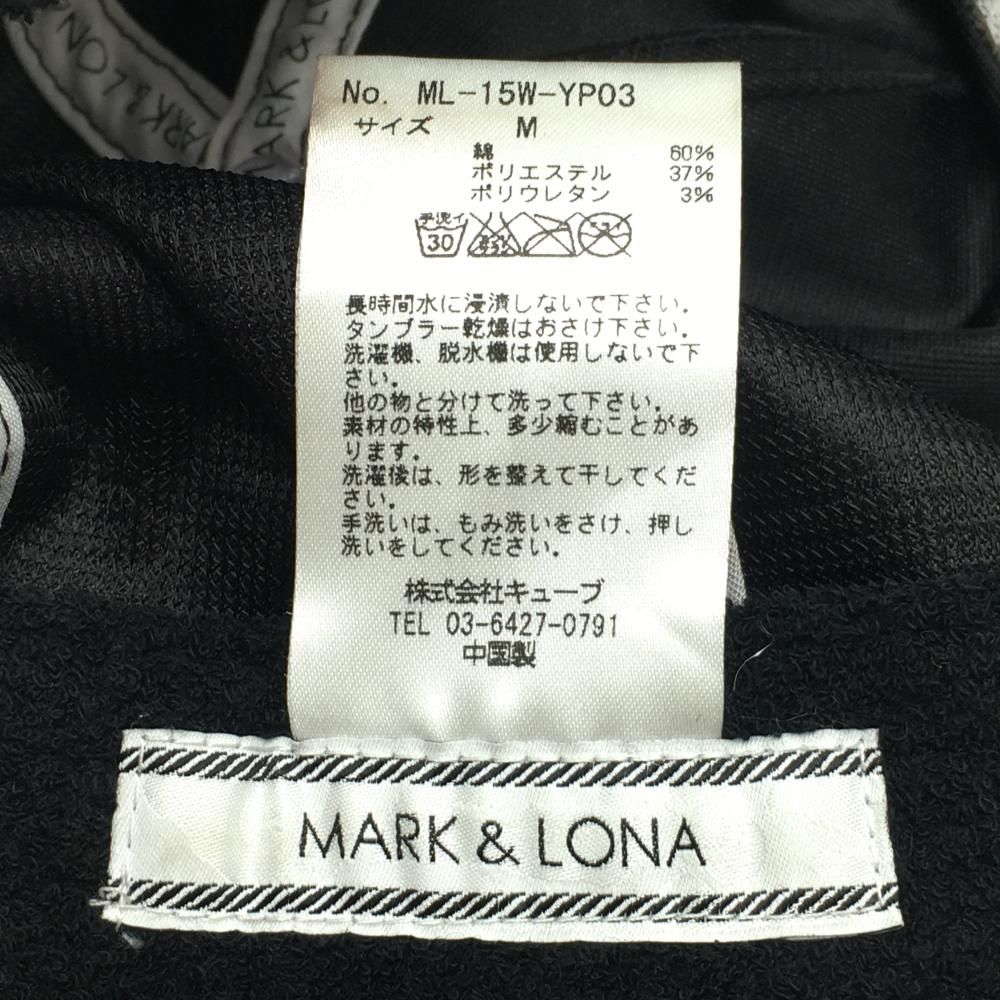 LON
MARK & LO
ARK &
No. ML-15W-YP03
サイズ M
綿 60%
ポリエステル 37%
ポリウレタン 3%
手洗イ
30
長時間水に浸漬しないで下さい。
タンブラー乾燥はおさけ下さい。
洗濯機、脱水機は使用しないで下
さい。
他の物と分けて洗って下さい。
素材の特性上、多少縮むことがあ
ります。
洗濯後は、形を整えて干してくだ
さい。
手洗いは、もみ洗いをさけ、押し
洗いをしてください。
株式会社キューブ
TEL 03-6427-0791
中国製
MARK & LONA